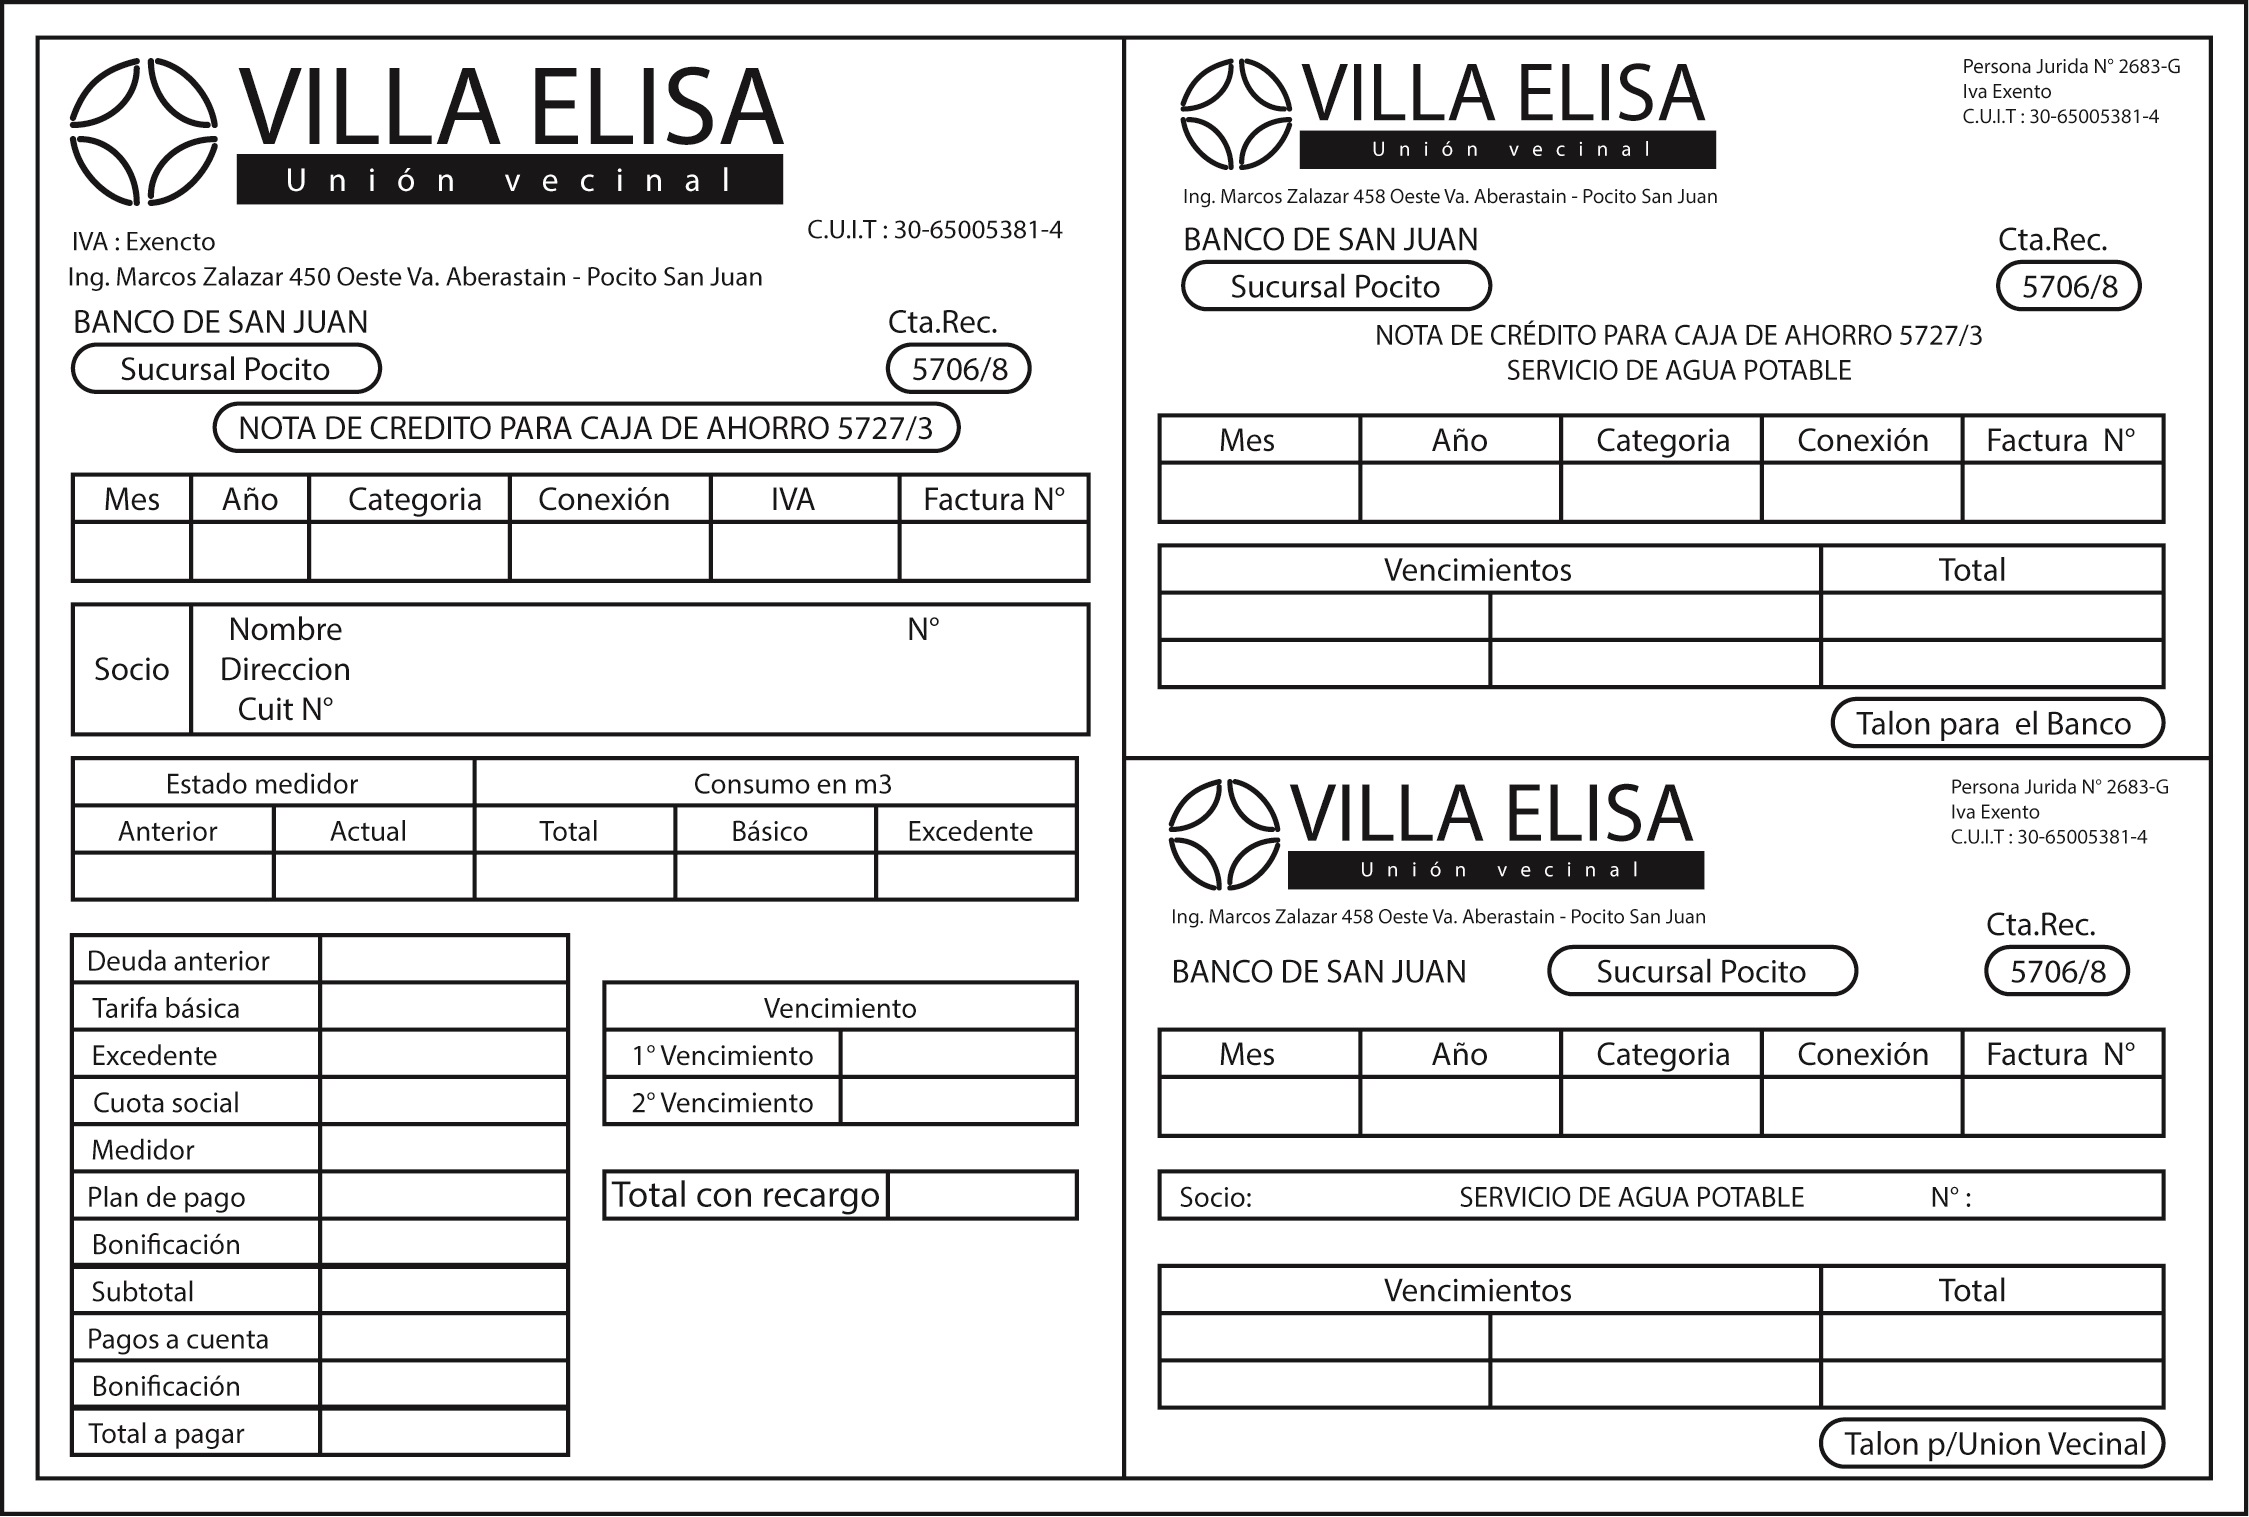 VILLA ELISA
Unión vecinal
C.U.I.T : 30-65005381-4
IVA : Exencto
Ing. Marcos Zalazar 450 Oeste Va. Aberastain - Pocito San Juan
BANCO DE SAN JUAN Cta.Rec.
Sucursal Pocito 5706/8
NOTA DE CREDITO PARA CAJA DE AHORRO 5727/3
Mes Año Categoria Conexión IVA Factura N°
Nombre N°
Socio Direccion
Cuit N°
Estado medidor Consumo en m3
Anterior Actual Total Básico Excedente
Deuda anterior
Tarifa básica
Excedente
Cuota social
Medidor
Plan de pago
Bonificación
Subtotal
Pagos a cuenta
Bonificación
Total a pagar
Vencimiento
1° Vencimiento
2° Vencimiento
Total con recargo
VILLA ELISA
Unión vecinal
Persona Jurida N° 2683-G
Iva Exento
C.U.I.T : 30-65005381-4
Ing. Marcos Zalazar 458 Oeste Va. Aberastain - Pocito San Juan
BANCO DE SAN JUAN Cta.Rec.
Sucursal Pocito 5706/8
NOTA DE CRÉDITO PARA CAJA DE AHORRO 5727/3
SERVICIO DE AGUA POTABLE
Mes Año Categoria Conexión Factura N°
Vencimientos Total
Talon para el Banco
VILLA ELISA
Unión vecinal
Persona Jurida N° 2683-G
Iva Exento
C.U.I.T : 30-65005381-4
Ing. Marcos Zalazar 458 Oeste Va. Aberastain - Pocito San Juan
Cta.Rec.
BANCO DE SAN JUAN Sucursal Pocito 5706/8
Mes Año Categoria Conexión Factura N°
Socio: SERVICIO DE AGUA POTABLE N° :
Vencimientos Total
Talon p/Union Vecinal